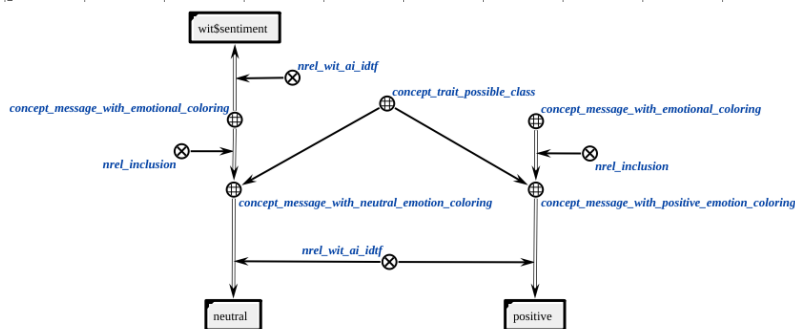 wit$sentiment
nrel_wit_ai_idtf
concept_trait_possible_class
concept_message_with_emotional_coloring
concept_message_with_emotional_coloring
nrel_inclusion
nrel_inclusion
concept_message_with_neutral_emotion_coloring
concept_message_with_positive_emotion_coloring
nrel_wit_ai_idtf
neutral
positive